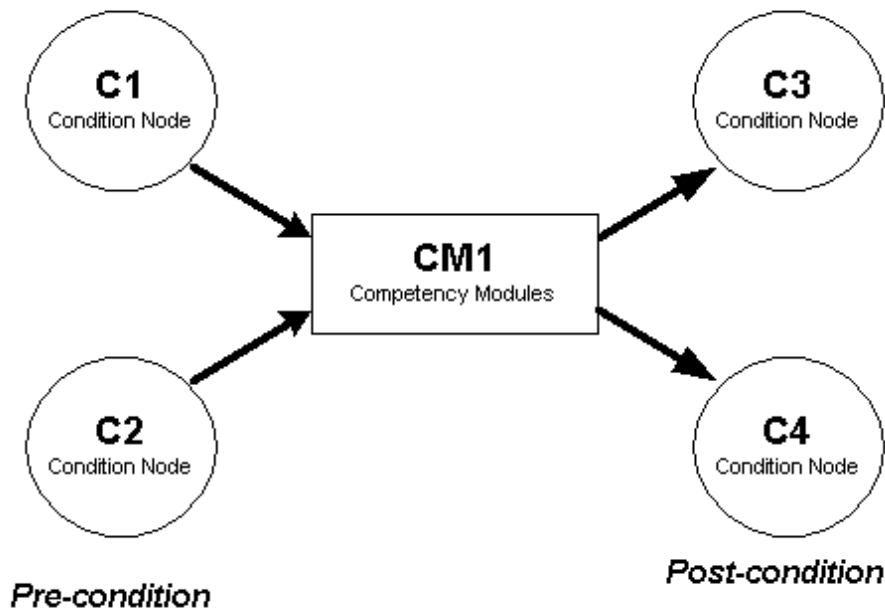 C1
Condition Node
C3
Condition Node
CM1
Competency Modules
C2
Condition Node
C4
Condition Node
Pre-condition
Post-condition